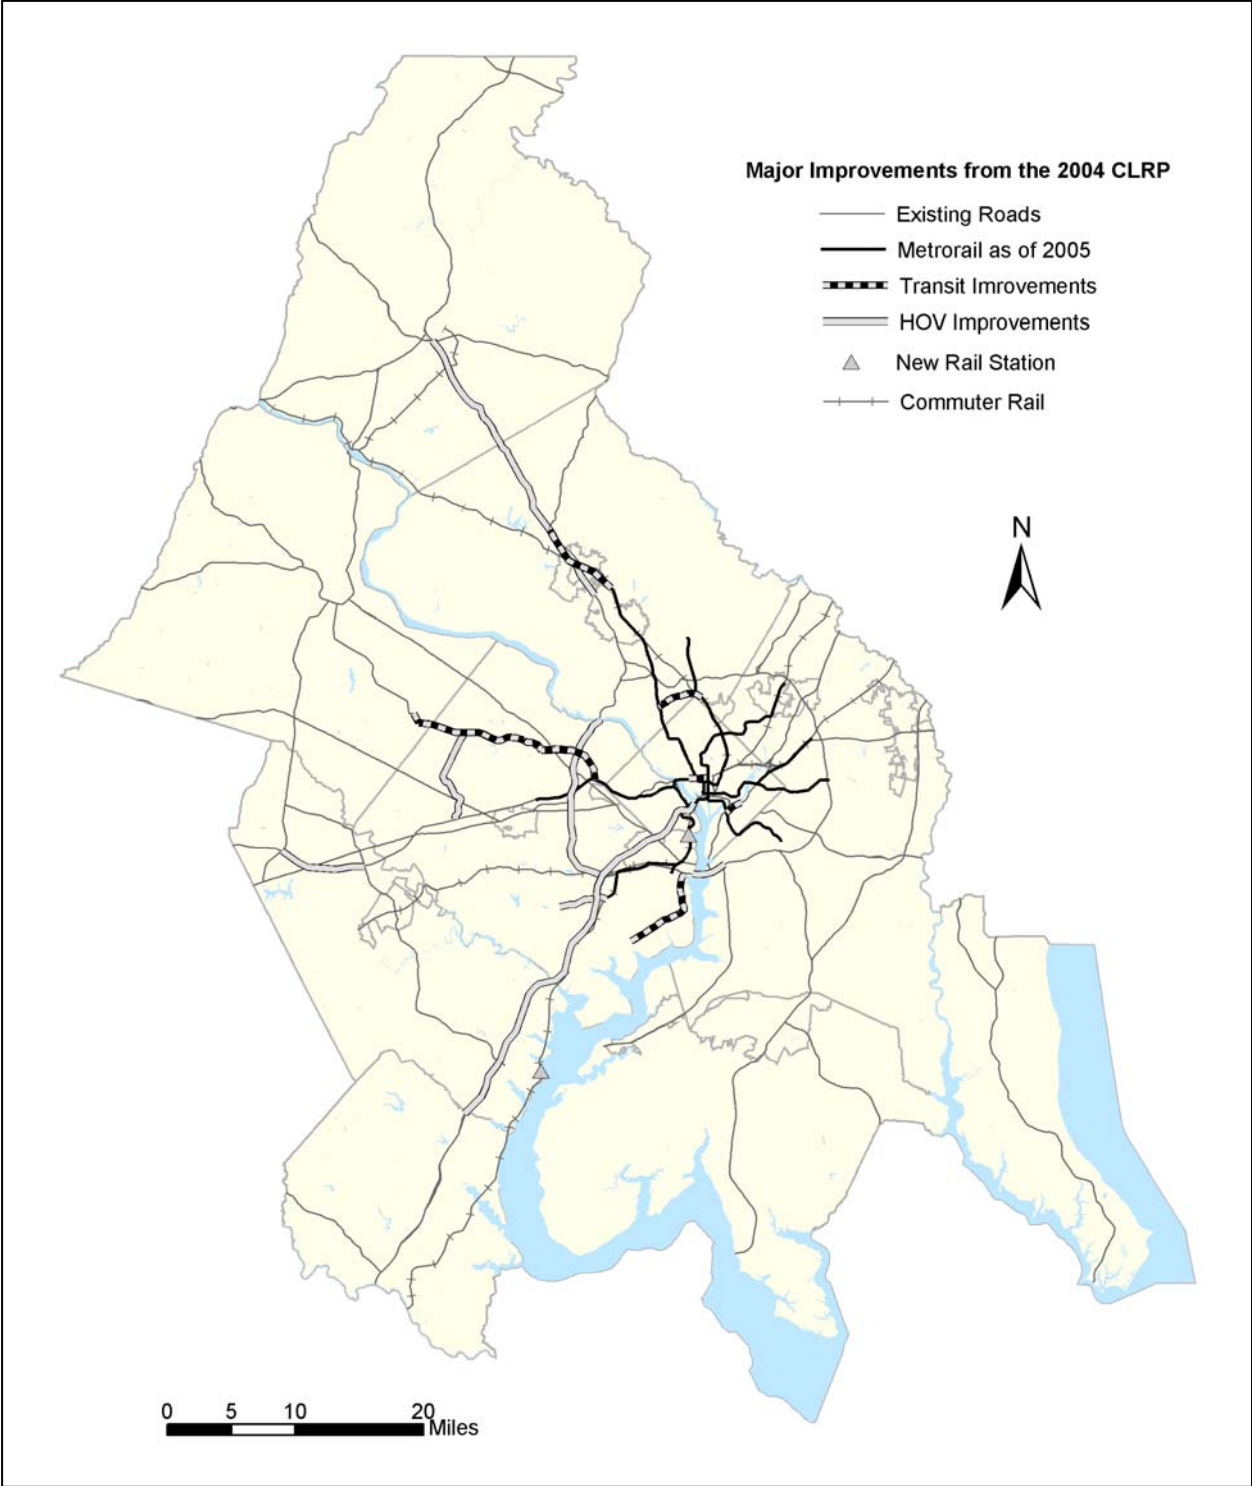 Major Improvements from the 2004 CLRP
Existing Roads
Metrorail as of 2005
Transit Imrovements
HOV Improvements
New Rail Station
Commuter Rail
N
0 5 10 20
Miles